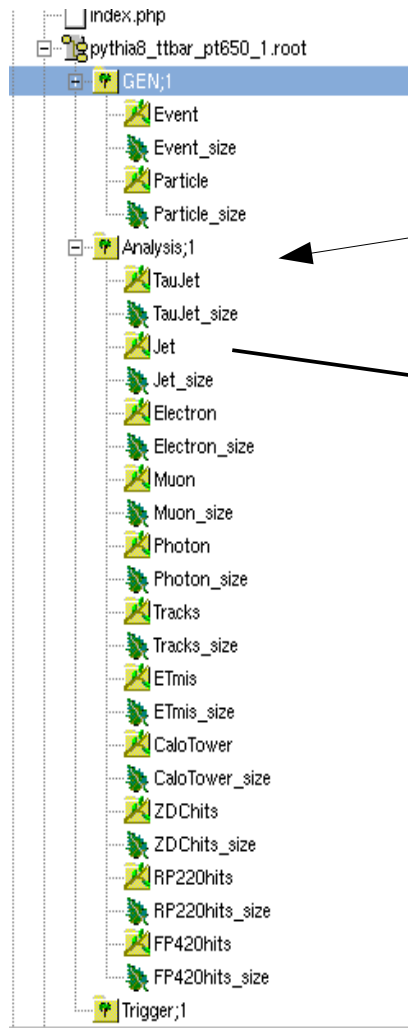 index.php
pythia8_ttbar_pt650_1.root
GEN;1
Event
Event_size
Particle
Particle_size
Analysis;1
TauJet
TauJet_size
Jet
Jet_size
Electron
Electron_size
Muon
Muon_size
Photon
Photon_size
Tracks
Tracks_size
ETmis
ETmis_size
CaloTower
CaloTower_size
ZDChits
ZDChits_size
RP220hits
RP220hits_size
FP420hits
FP420hits_size
Trigger;1